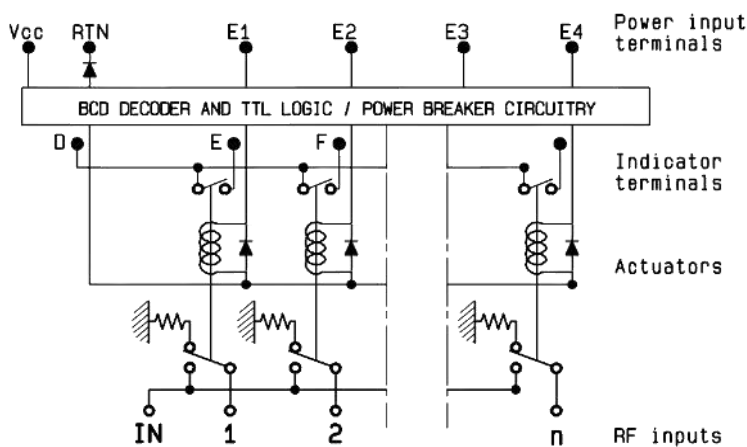 Vcc RTN E1 E2 E3 E4 Power input terminals
BCD DECODER AND TTL LOGIC / POWER BREAKER CIRCUITRY
D E F Indicator terminals
Actuators
IN 1 2 n RF inputs